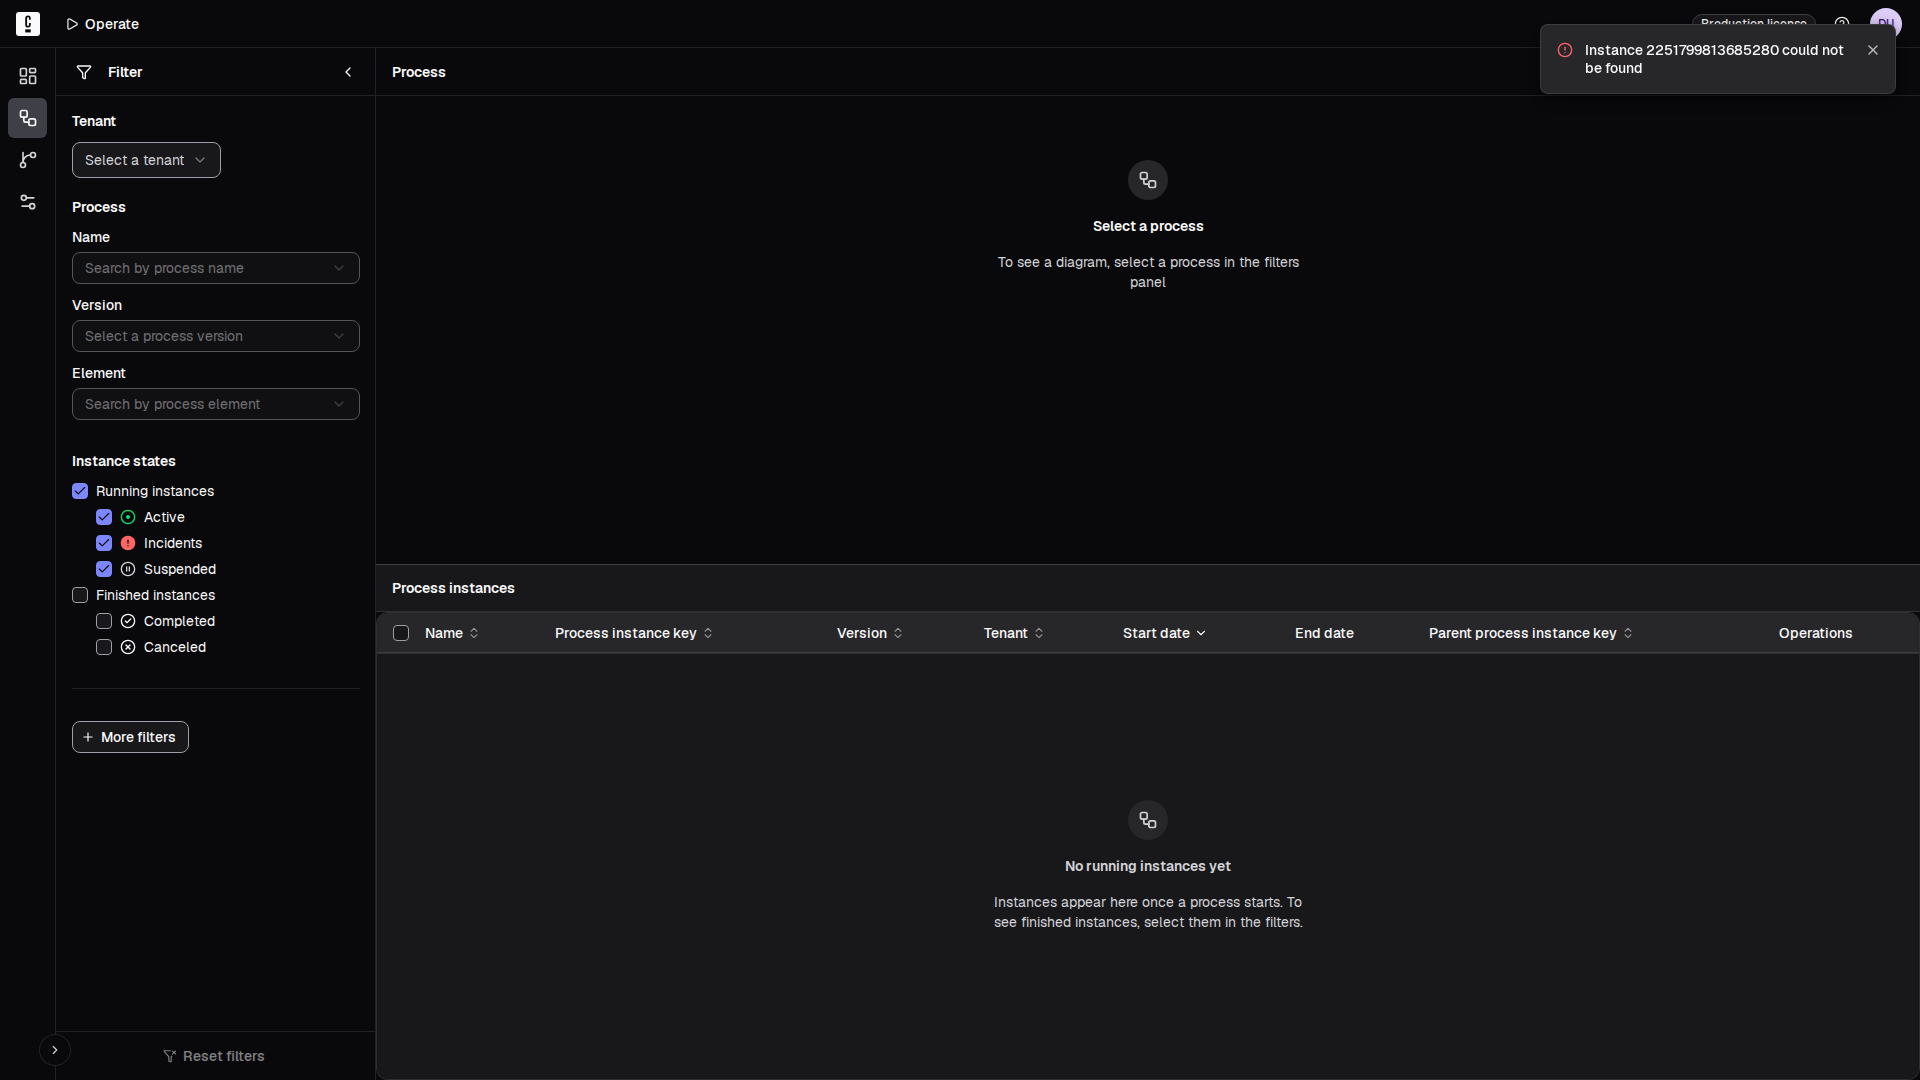 Operate
Instance 2251799813685280 could not
be found
Filter
Process
Tenant
Select a tenant
Process
Name
Search by process name
Version
Select a process version
Element
Search by process element
Instance states
Running instances
Active
Incidents
Suspended
Finished instances
Completed
Canceled
More filters
Reset filters
Select a process
To see a diagram, select a process in the filters
panel
Process instances
Name
Process instance key
Version
Tenant
Start date
End date
Parent process instance key
Operations
No running instances yet
Instances appear here once a process starts. To
see finished instances, select them in the filters.